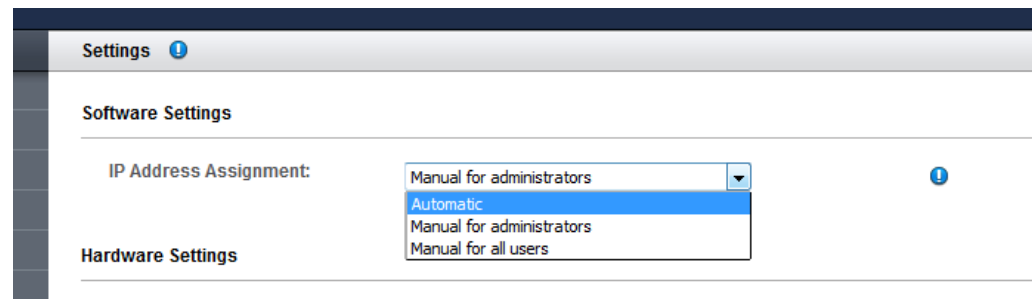 Settings
Software Settings
IP Address Assignment:
Manual for administrators
Automatic
Manual for administrators
Manual for all users
Hardware Settings